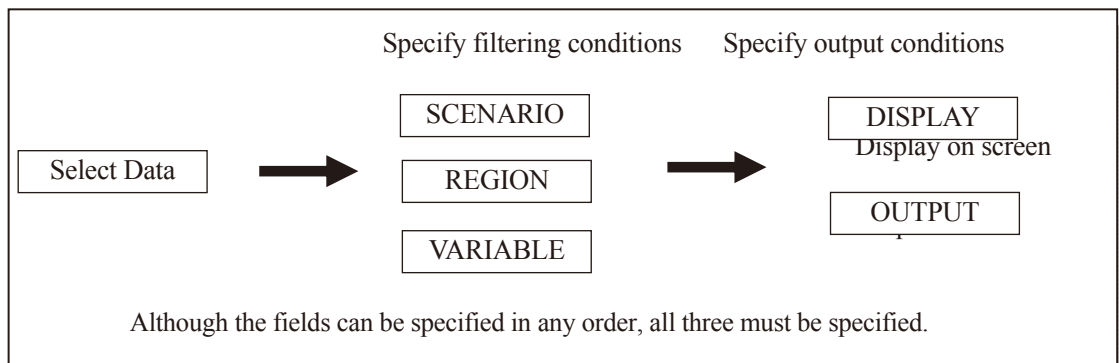 Specify filtering conditions
Specify output conditions
SCENARIO
DISPLAY
Display on screen
Select Data
REGION
OUTPUT
VARIABLE
Although the fields can be specified in any order, all three must be specified.